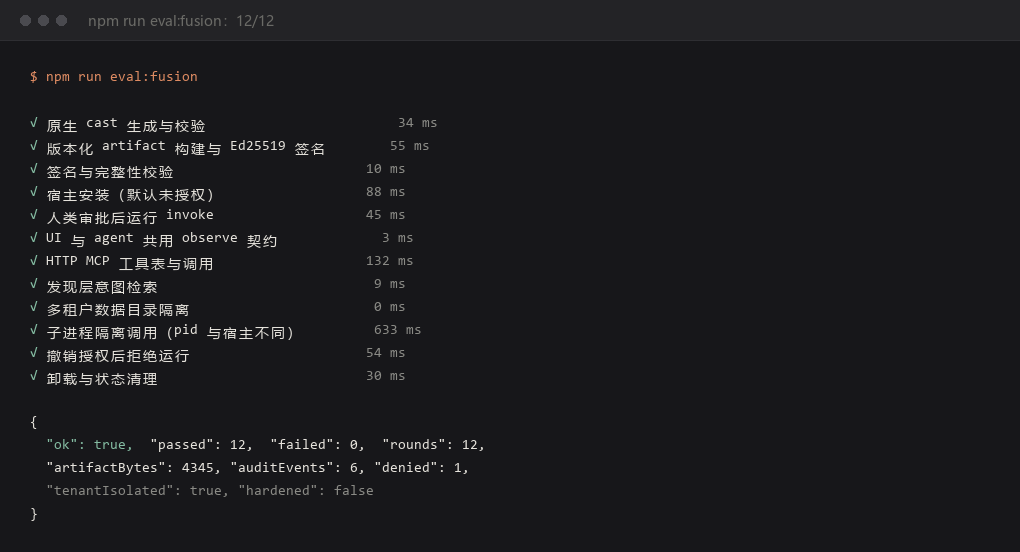 npm run eval:fusion: 12/12
$ npm run eval:fusion
√ 原生 cast 生成与校验 34 ms
√ 版本化 artifact 构建与 Ed25519 签名 55 ms
√ 签名与完整性校验 10 ms
√ 宿主安装（默认未授权） 88 ms
√ 人类审批后运行 invoke 45 ms
√ UI 与 agent 共用 observe 契约 3 ms
√ HTTP MCP 工具表与调用 132 ms
√ 发现层意图检索 9 ms
√ 多租户数据目录隔离 0 ms
√ 子进程隔离调用（pid 与宿主不同） 633 ms
√ 撤销授权后拒绝运行 54 ms
√ 卸载与状态清理 30 ms
{
"ok": true, "passed": 12, "failed": 0, "rounds": 12,
"artifactBytes": 4345, "auditEvents": 6, "denied": 1,
"tenantIsolated": true, "hardened": false
}